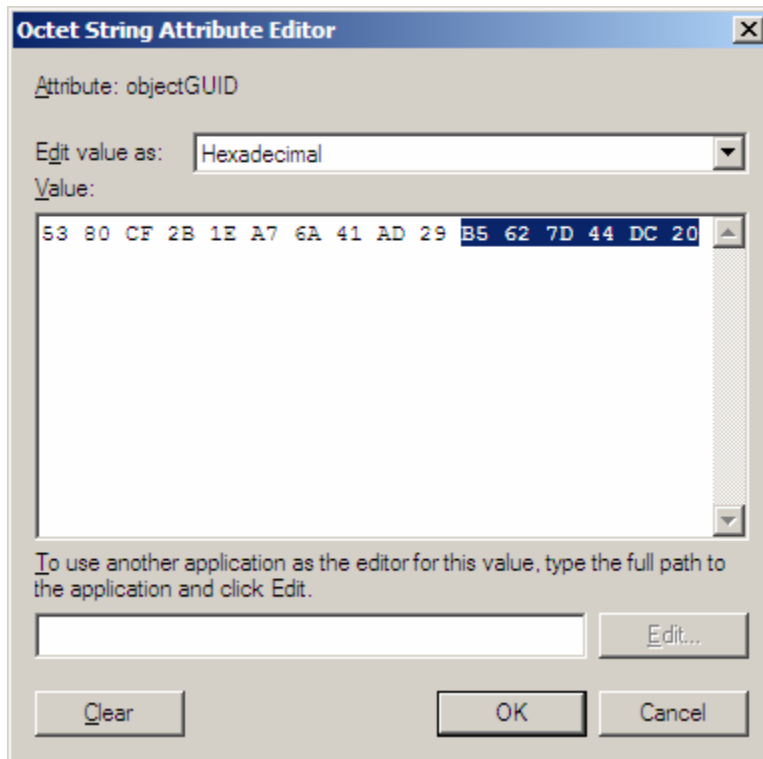 Octet String Attribute Editor
Attribute: objectGUID
Edit value as: Hexadecimal
Value:
53 80 CF 2B 1E A7 6A 41 AD 29 B5 62 7D 44 DC 20
To use another application as the editor for this value, type the full path to
the application and click Edit.
Edit...
Clear OK Cancel